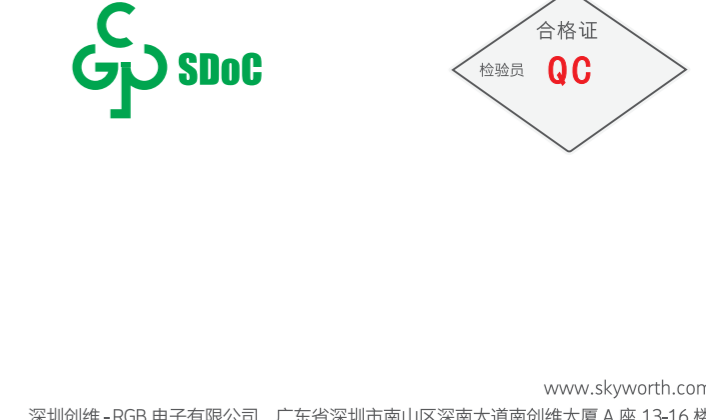 合格证
CGP SDoC
检验员 QC
www.skyworth.com
深圳创维-RGB电子有限公司 广东省深圳市南山区深南大道南创维大厦A座13-16